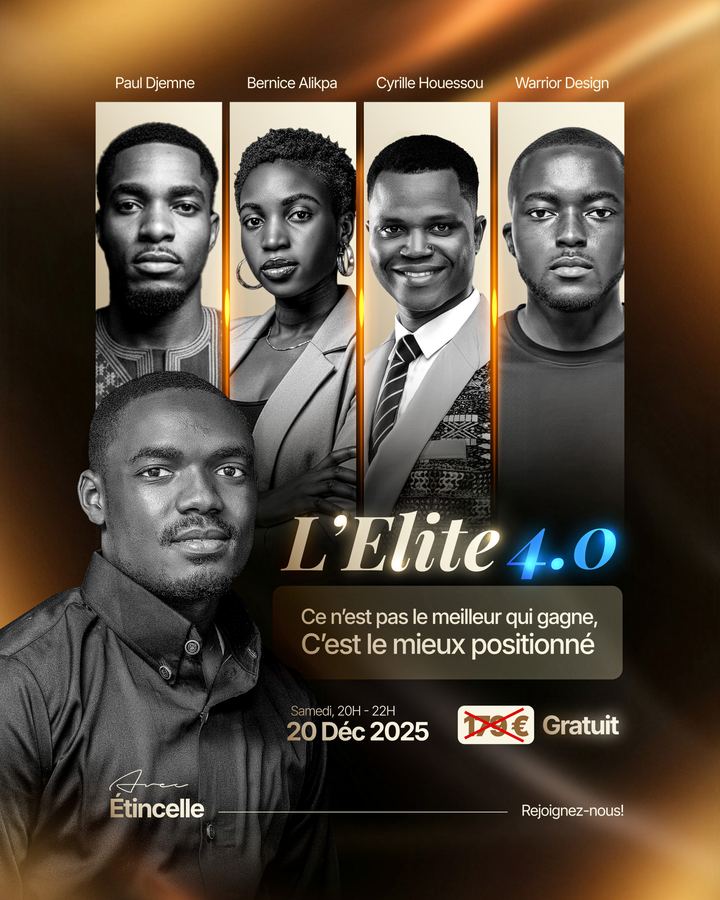 Paul Djemne
Bernice Alikpa
Cyrille Houessou
Warrior Design
L'Elite 4.0
Ce n'est pas le meilleur qui gagne,
C'est le mieux positionné
Samedi, 20H - 22H
20 Déc 2025
179€ Gratuit
Avec
Étincelle
Rejoignez-nous!